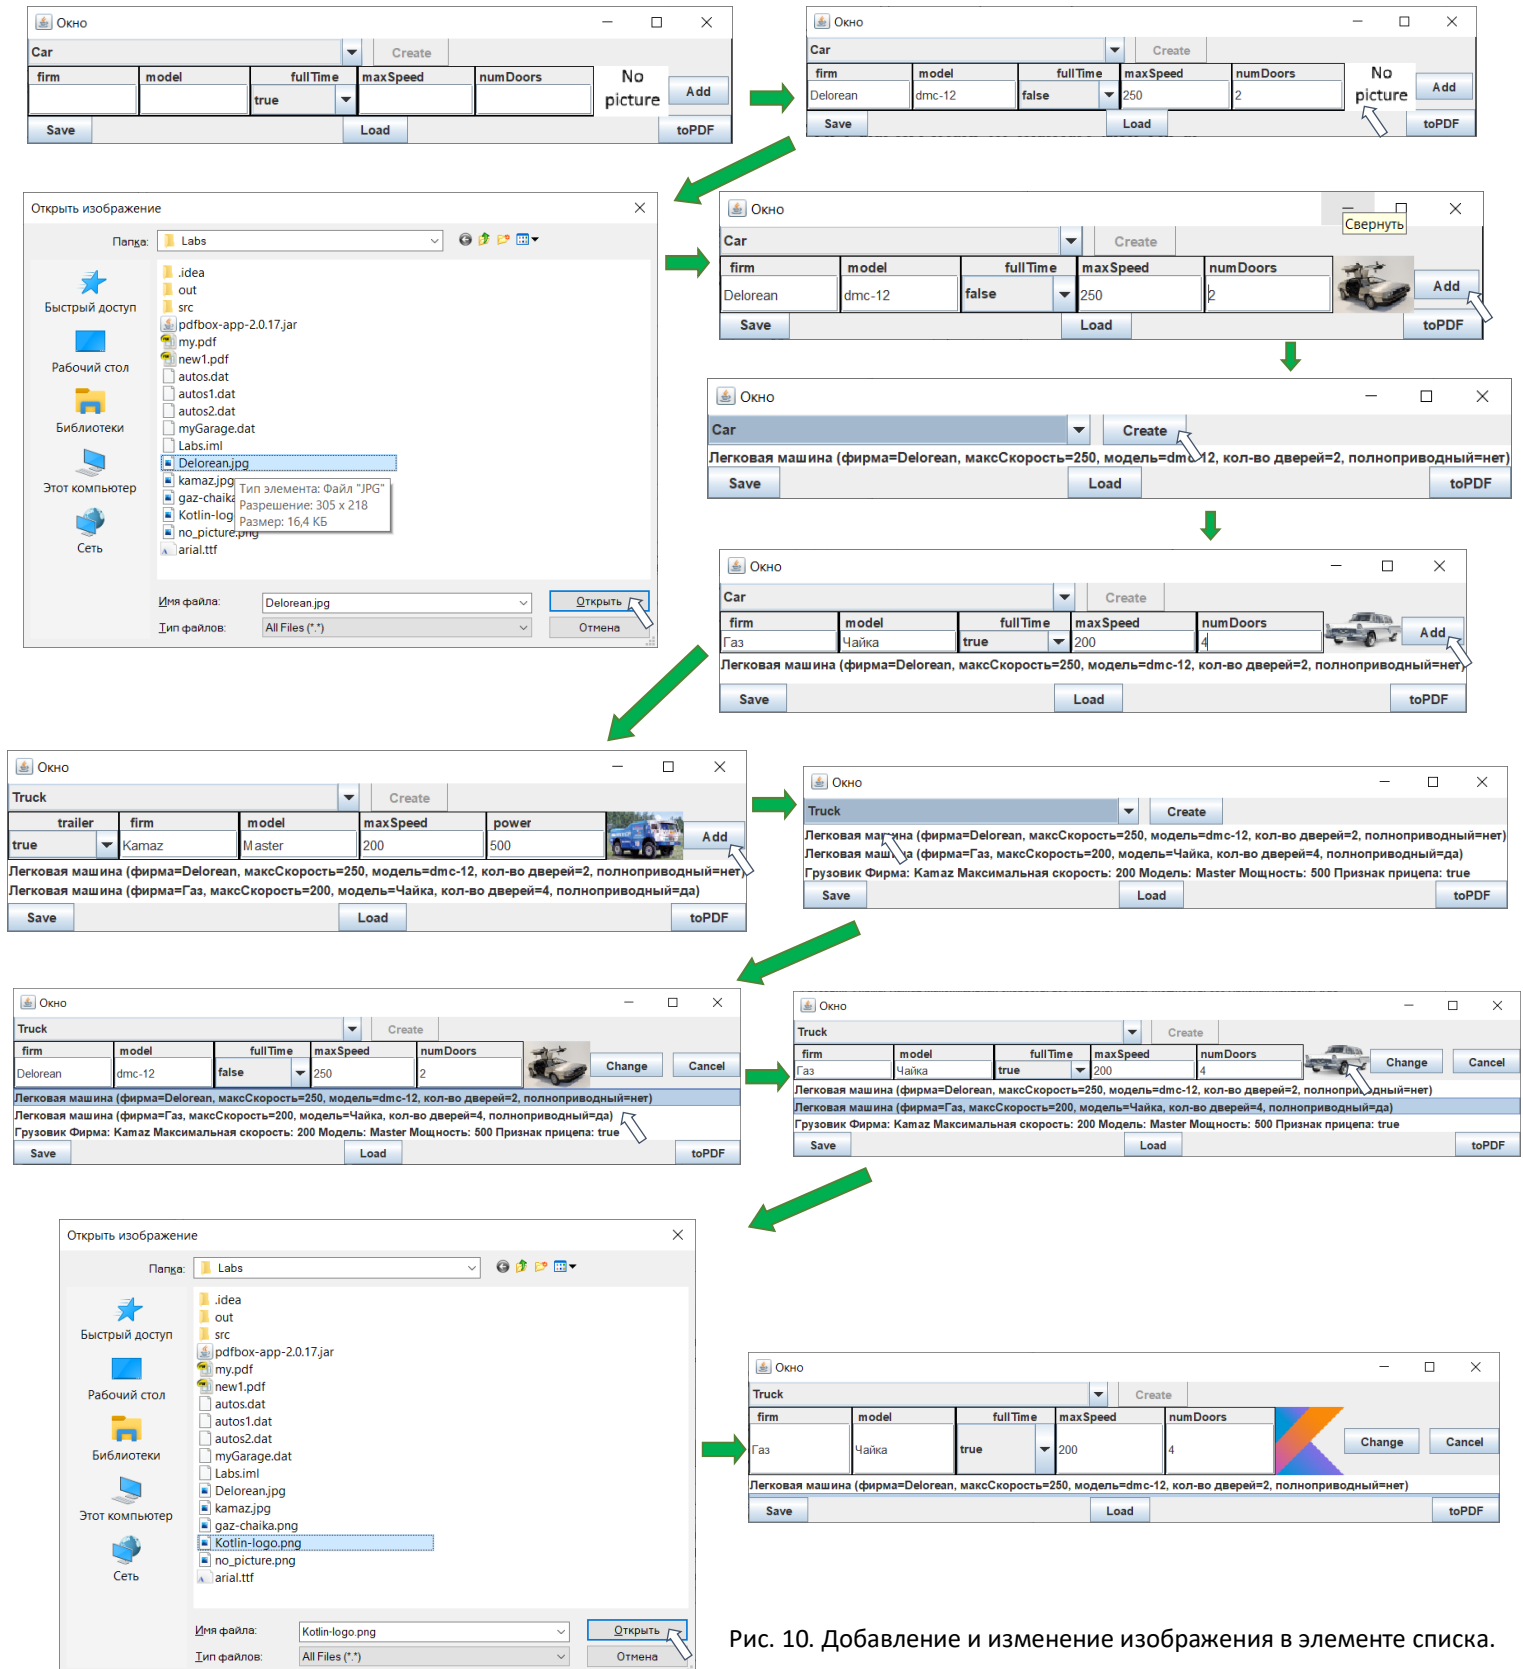 Окно
Car
Create
firm model fullTime maxSpeed numDoors
true
No picture
Add
Save Load toPDF
Окно
Car
Create
firm model fullTime maxSpeed numDoors
Delorean dmc-12 false 250 2
No picture
Add
Save Load toPDF
Открыть изображение
Папка: Labs
Быстрый доступ
Рабочий стол
Библиотеки
Этот компьютер
Сеть
.idea
out
src
pdfbox-app-2.0.17.jar
my.pdf
new1.pdf
autos.dat
autos1.dat
autos2.dat
myGarage.dat
Labs.iml
Delorean.jpg
kamaz.jpg
gaz-chaika
Kotlin-log
no_picture.png
arial.ttf
Тип элемента: Файл "JPG"
Разрешение: 305 x 218
Размер: 16,4 КБ
Имя файла: Delorean.jpg Открыть
Тип файлов: All Files (*.*) Отмена
Окно
Свернуть
Car
Create
firm model fullTime maxSpeed numDoors
Delorean dmc-12 false 250 2
Add
Save Load toPDF
Окно
Car
Create
Легковая машина (фирма=Delorean, максСкорость=250, модель=dmc-12, кол-во дверей=2, полноприводный=нет)
Save Load toPDF
Окно
Car
Create
firm model fullTime maxSpeed numDoors
Газ Чайка true 200 4
Add
Легковая машина (фирма=Delorean, максСкорость=250, модель=dmc-12, кол-во дверей=2, полноприводный=нет)
Save Load toPDF
Окно
Truck
Create
trailer firm model maxSpeed power
true Kamaz Master 200 500
Add
Легковая машина (фирма=Delorean, максСкорость=250, модель=dmc-12, кол-во дверей=2, полноприводный=нет)
Легковая машина (фирма=Газ, максСкорость=200, модель=Чайка, кол-во дверей=4, полноприводный=да)
Save Load toPDF
Окно
Truck
Create
Легковая машина (фирма=Delorean, максСкорость=250, модель=dmc-12, кол-во дверей=2, полноприводный=нет)
Легковая машина (фирма=Газ, максСкорость=200, модель=Чайка, кол-во дверей=4, полноприводный=да)
Грузовик Фирма: Kamaz Максимальная скорость: 200 Модель: Master Мощность: 500 Признак прицепа: true
Save Load toPDF
Окно
Truck
Create
firm model fullTime maxSpeed numDoors
Delorean dmc-12 false 250 2
Change Cancel
Легковая машина (фирма=Delorean, максСкорость=250, модель=dmc-12, кол-во дверей=2, полноприводный=нет)
Легковая машина (фирма=Газ, максСкорость=200, модель=Чайка, кол-во дверей=4, полноприводный=да)
Грузовик Фирма: Kamaz Максимальная скорость: 200 Модель: Master Мощность: 500 Признак прицепа: true
Save Load toPDF
Окно
Truck
Create
firm model fullTime maxSpeed numDoors
Газ Чайка true 200 4
Change Cancel
Легковая машина (фирма=Delorean, максСкорость=250, модель=dmc-12, кол-во дверей=2, полноприводный=нет)
Легковая машина (фирма=Газ, максСкорость=200, модель=Чайка, кол-во дверей=4, полноприводный=да)
Грузовик Фирма: Kamaz Максимальная скорость: 200 Модель: Master Мощность: 500 Признак прицепа: true
Save Load toPDF
Открыть изображение
Папка: Labs
Быстрый доступ
Рабочий стол
Библиотеки
Этот компьютер
Сеть
.idea
out
src
pdfbox-app-2.0.17.jar
my.pdf
new1.pdf
autos.dat
autos1.dat
autos2.dat
myGarage.dat
Labs.iml
Delorean.jpg
kamaz.jpg
gaz-chaika.png
Kotlin-logo.png
no_picture.png
arial.ttf
Имя файла: Kotlin-logo.png Открыть
Тип файлов: All Files (*.*) Отмена
Окно
Truck
Create
firm model fullTime maxSpeed numDoors
Газ Чайка true 200 4
Change Cancel
Легковая машина (фирма=Delorean, максСкорость=250, модель=dmc-12, кол-во дверей=2, полноприводный=нет)
Save Load toPDF
Рис. 10. Добавление и изменение изображения в элементе списка.